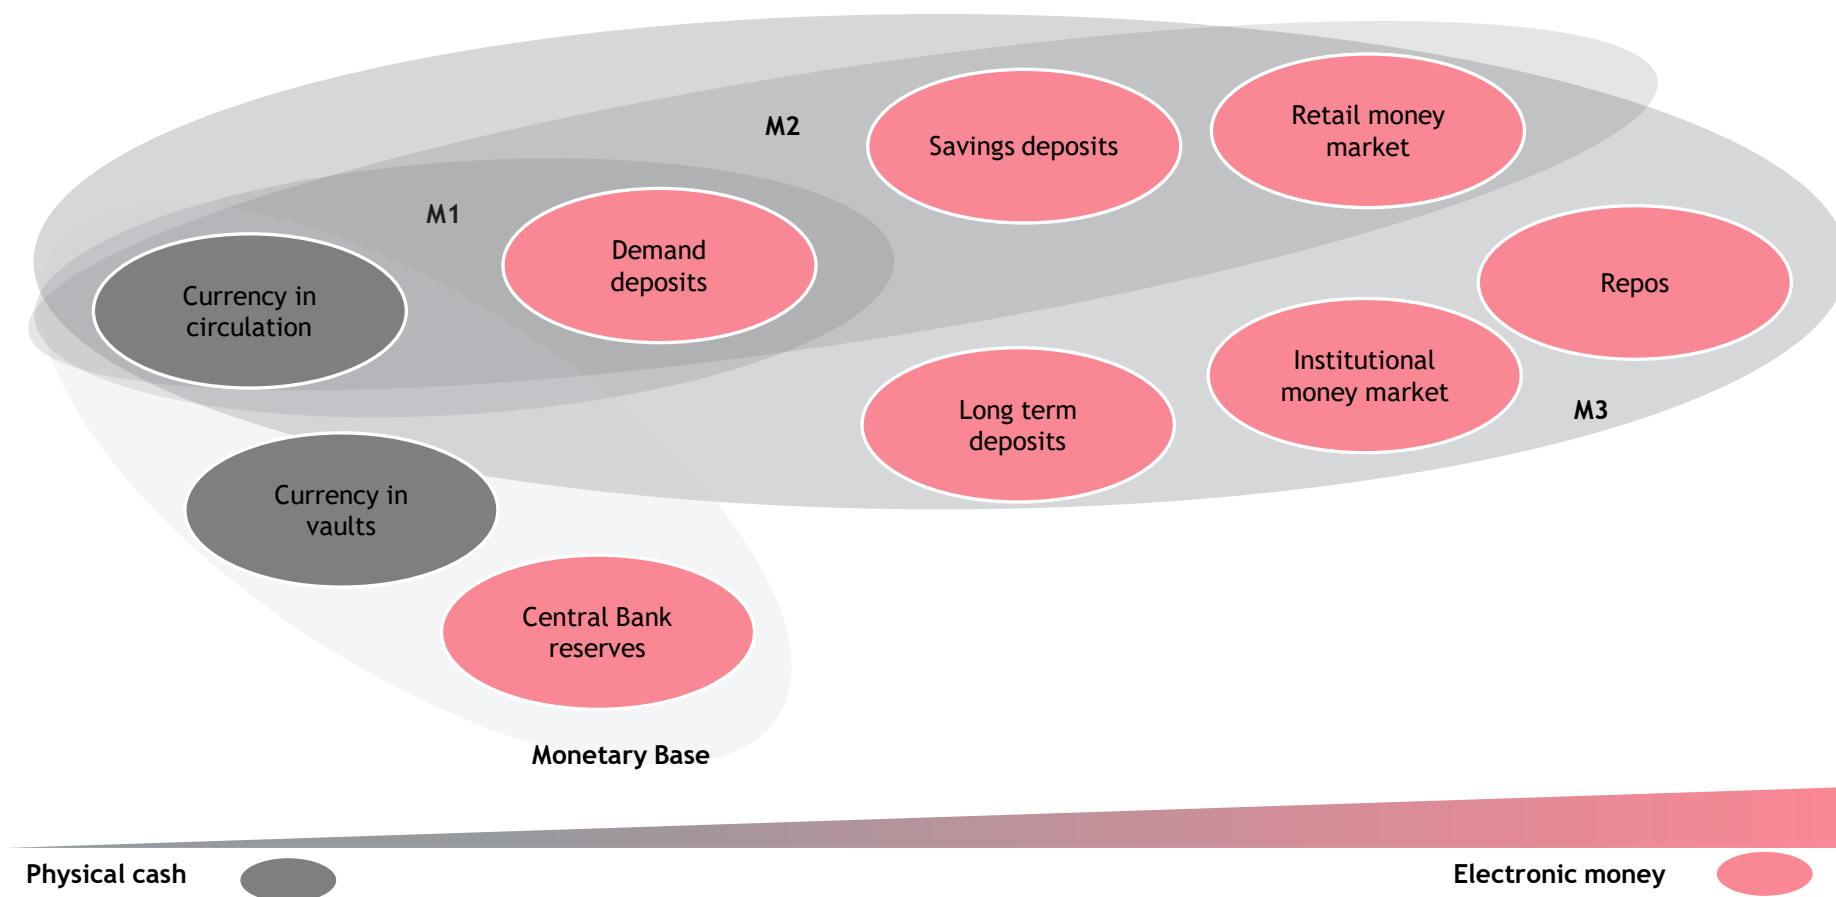 M2
Savings deposits
Retail money
market
M1
Demand
deposits
Currency in
circulation
Repos
Institutional
money market
M3
Long term
deposits
Currency in
vaults
Central Bank
reserves
Monetary Base
Physical cash
Electronic money